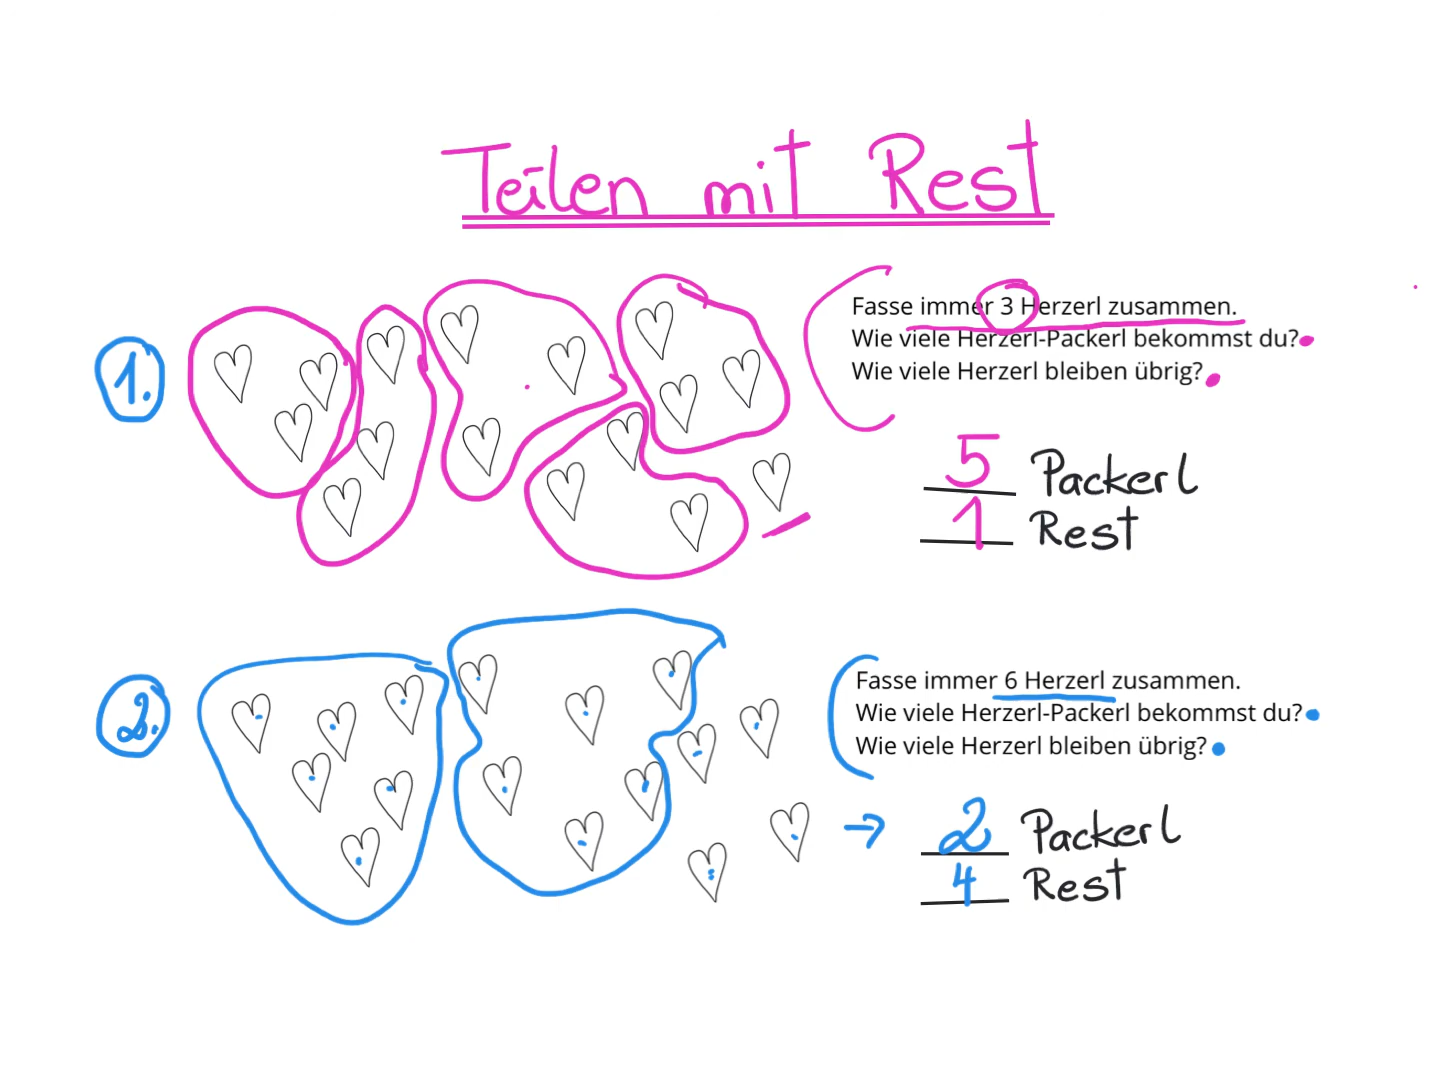 Teilen mit Rest
1.
Fasse immer 3 Herzerl zusammen.
Wie viele Herzerl-Packerl bekommst du?
Wie viele Herzerl bleiben übrig?
5 Packerl
1 Rest
2.
Fasse immer 6 Herzerl zusammen.
Wie viele Herzerl-Packerl bekommst du?
Wie viele Herzerl bleiben übrig?
→ 2 Packerl
4 Rest